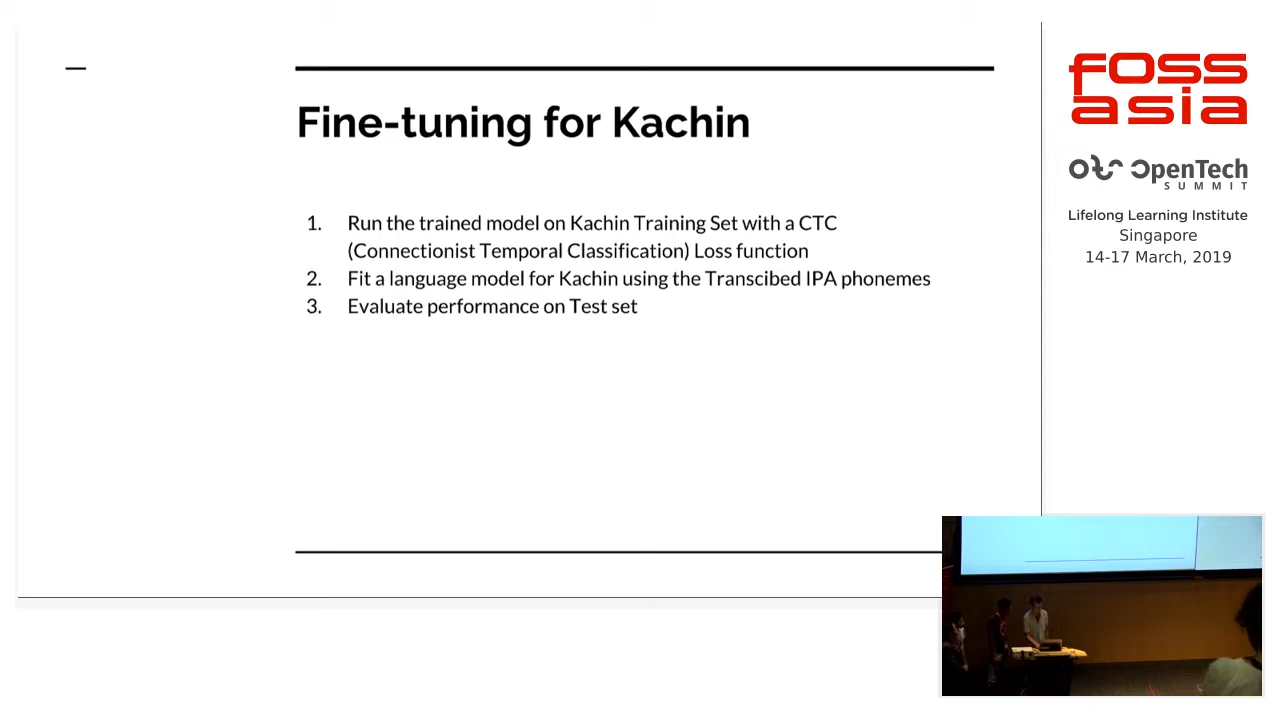 Fine-tuning for Kachin
1. Run the trained model on Kachin Training Set with a CTC
(Connectionist Temporal Classification) Loss function
2. Fit a language model for Kachin using the Transcibed IPA phonemes
3. Evaluate performance on Test set
foss
asia
OpenTech
SUMMIT
Lifelong Learning Institute
Singapore
14-17 March, 2019